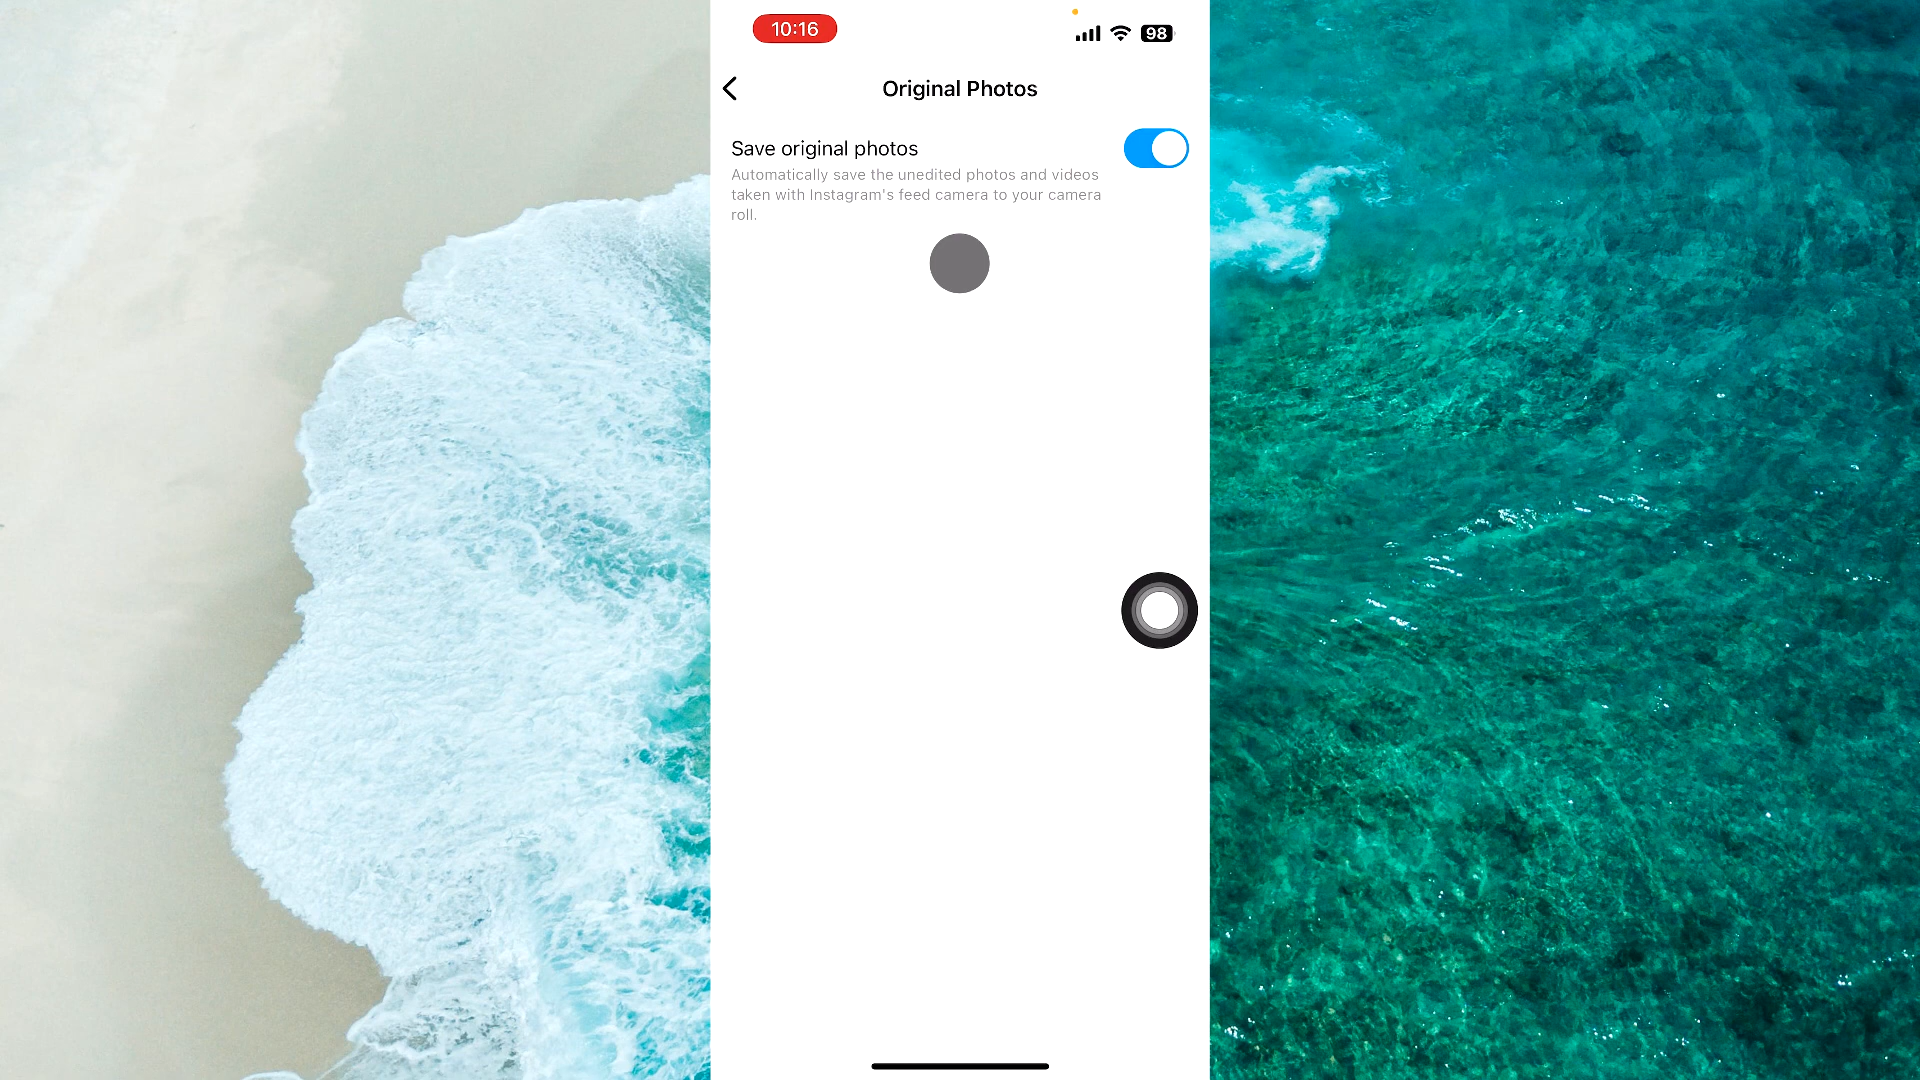 10:16
98
Original Photos
Save original photos
Automatically save the unedited photos and videos
taken with Instagram's feed camera to your camera
roll.